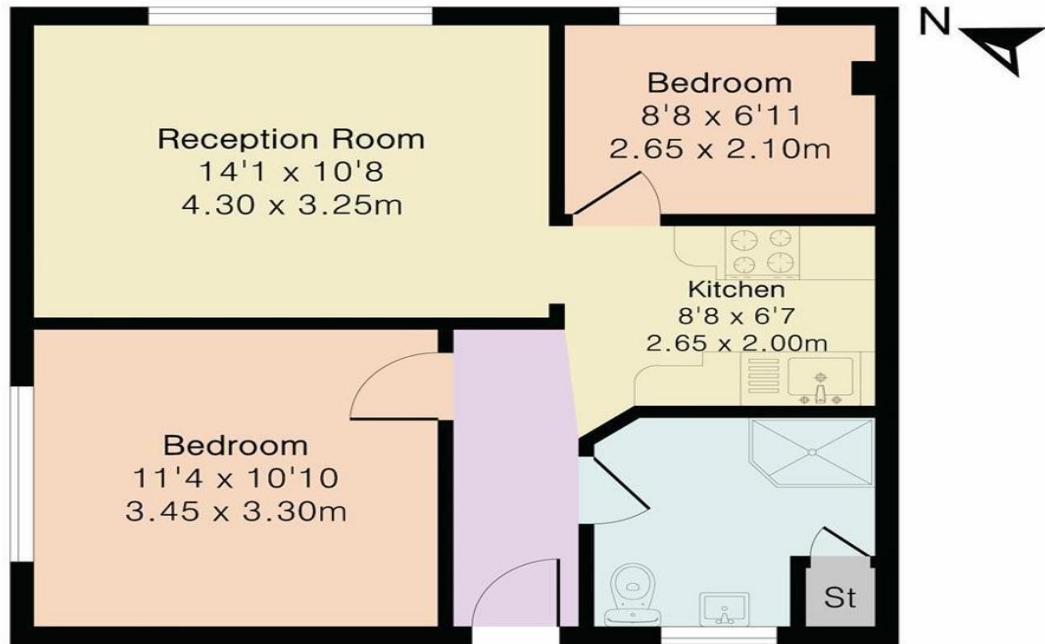 N
Reception Room
14'1 x 10'8
4.30 x 3.25m
Bedroom
8'8 x 6'11
2.65 x 2.10m
Kitchen
8'8 x 6'7
2.65 x 2.00m
Bedroom
11'4 x 10'10
3.45 x 3.30m
St